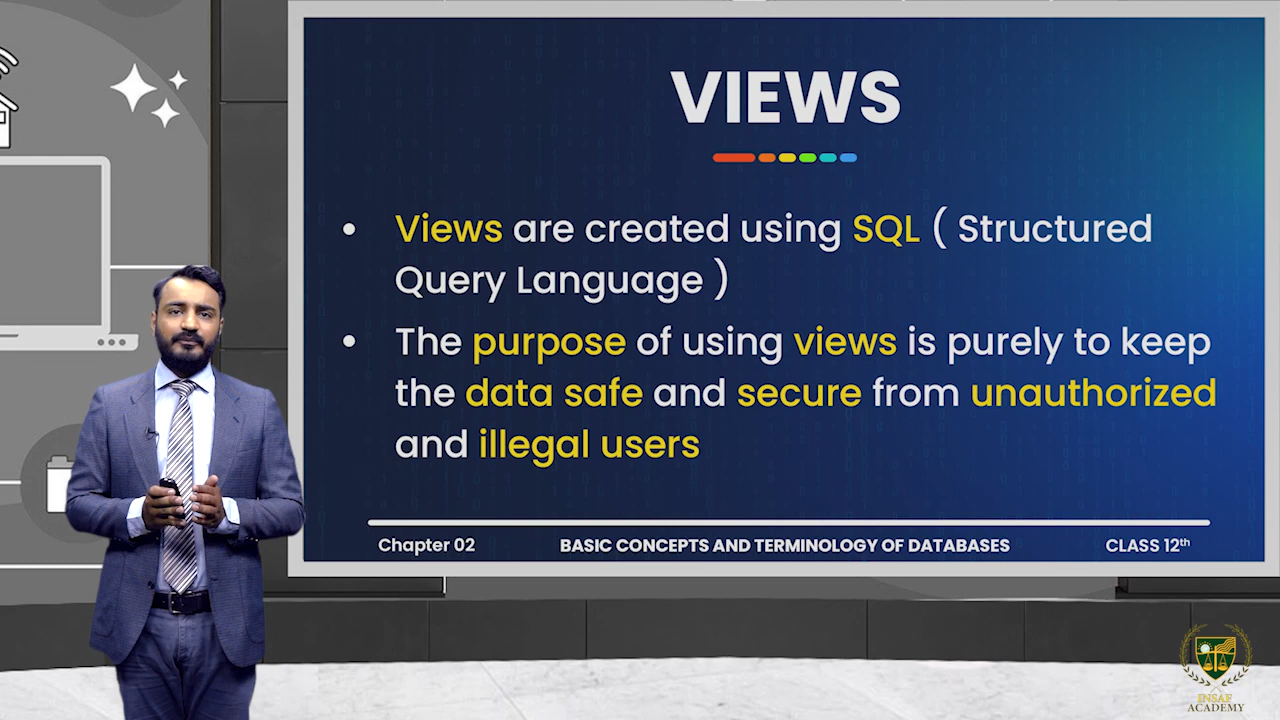 VIEWS
• Views are created using SQL ( Structured
Query Language )
• The purpose of using views is purely to keep
the data safe and secure from unauthorized
and illegal users
Chapter 02
BASIC CONCEPTS AND TERMINOLOGY OF DATABASES
CLASS 12th
INSAF
ACADEMY